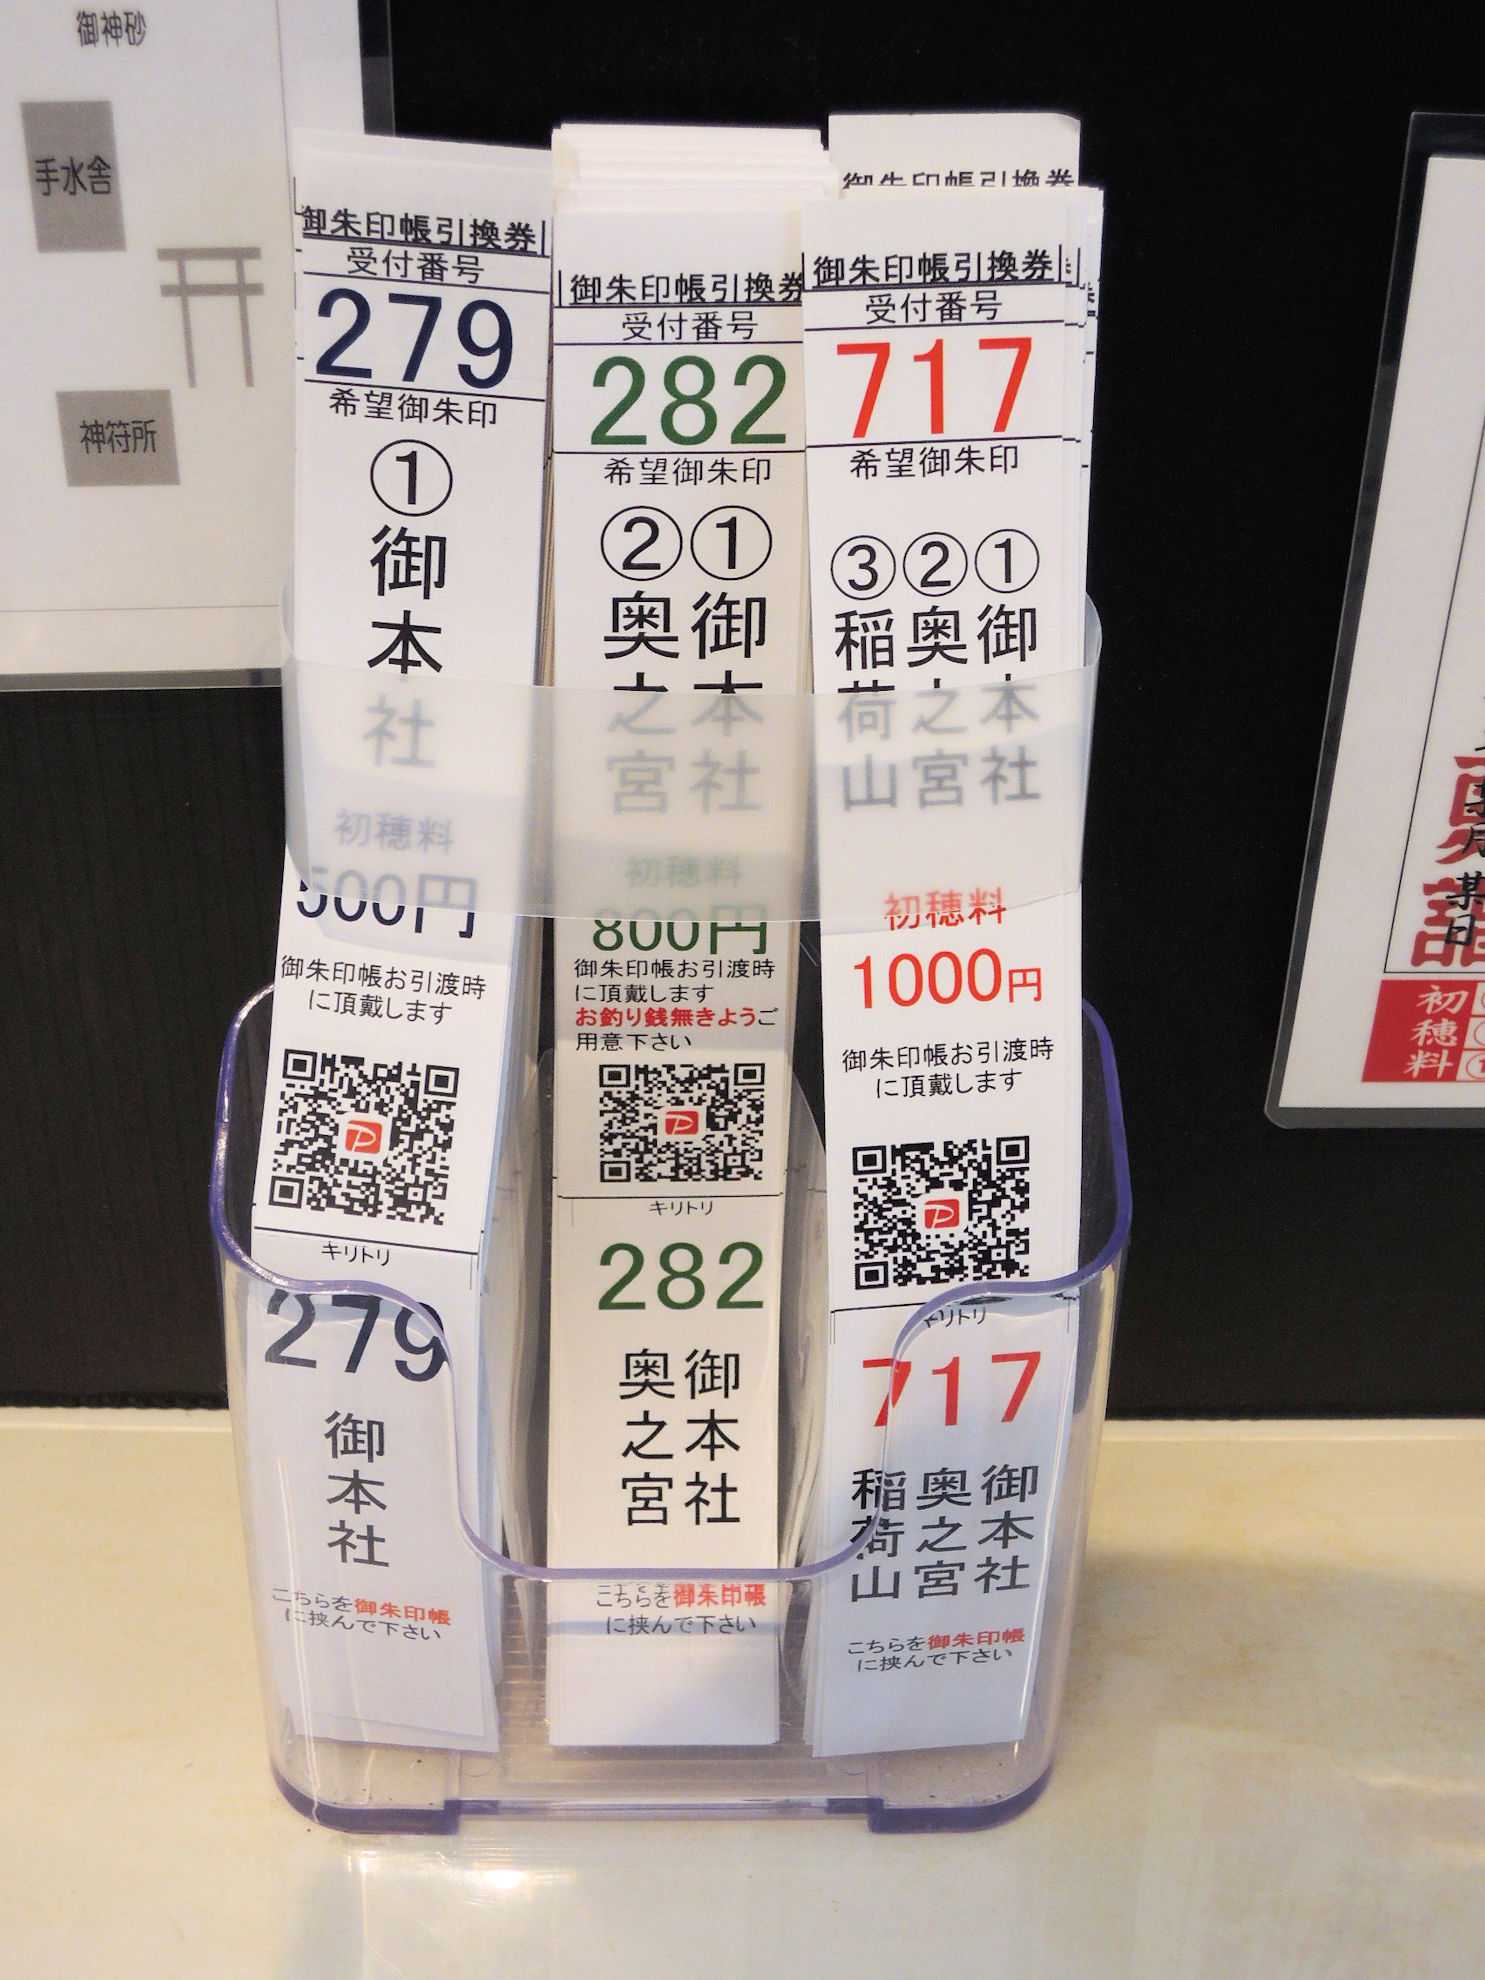 御神砂
手水舎
神符所
御朱印帳引換券
受付番号
279
希望御朱印
①御本社
初穂料
500円
御朱印帳お引渡時
に頂戴します
キリトリ
279
御本社
こちらを御朱印帳
に挟んで下さい
御朱印帳引換券
受付番号
282
希望御朱印
①御本社
②奥之宮
初穂料
800円
御朱印帳お引渡時
に頂戴します
お釣り銭無きようご
用意下さい
キリトリ
282
御本社
奥之宮
こちらを御朱印帳
に挟んで下さい
御朱印帳引換券
御朱印帳引換券
受付番号
717
希望御朱印
①御本社
②奥之宮
③稲荷山
初穂料
1000円
御朱印帳お引渡時
に頂戴します
キリトリ
717
御本社
奥之宮
稲荷山
こちらを御朱印帳
に挟んで下さい
某日
初穂料